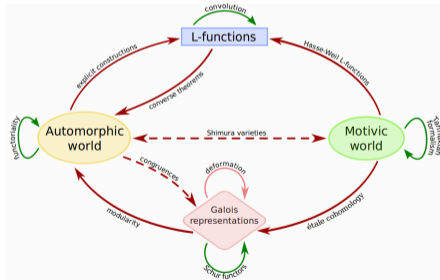 convolution
L-functions
explicit constructions
converse theorems
Hasse-Weil L-functions
functoriality
Automorphic
world
Shimura varieties
Motivic
world
formalism
congruences
deformation
Galois
representations
modularity
étale cohomology
Schur functors